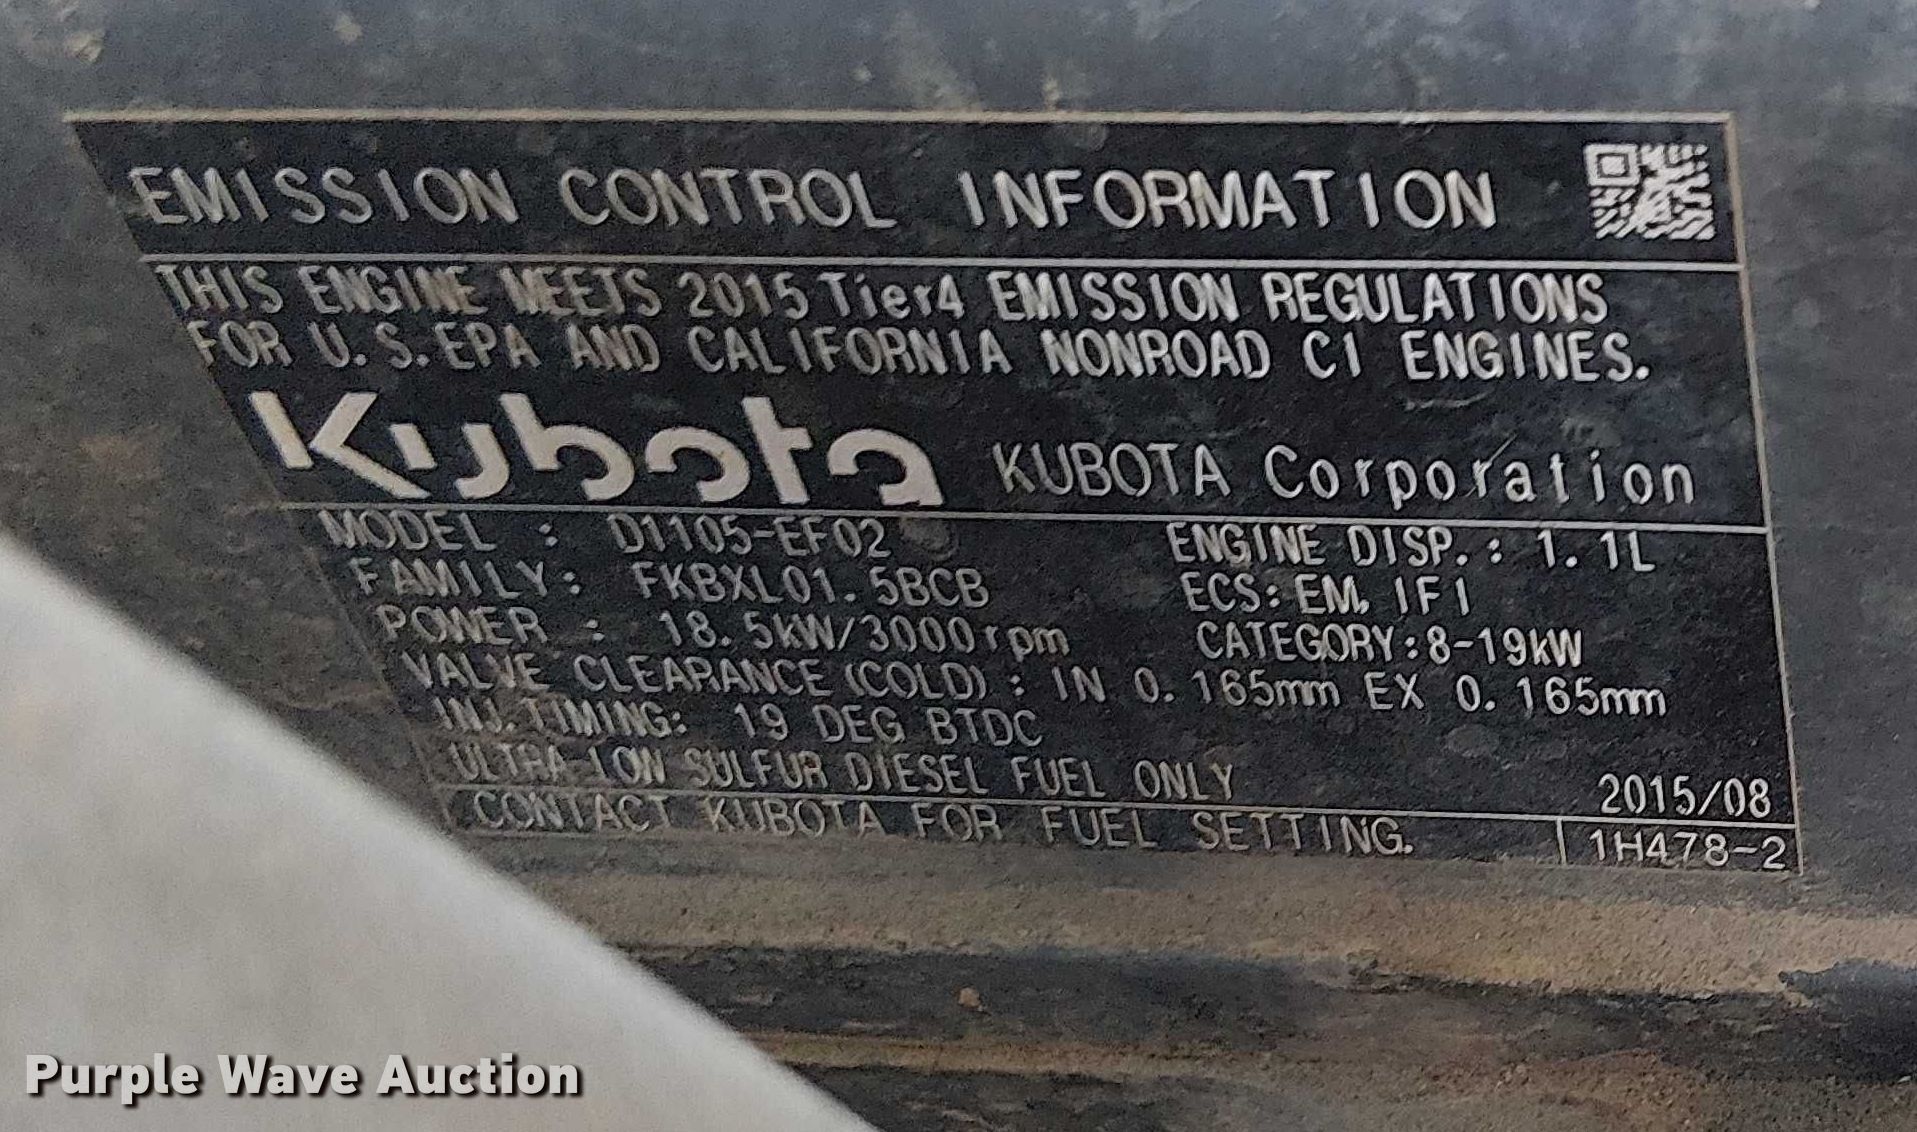 EMISSION CONTROL INFORMATION
THIS ENGINE MEETS 2015 Tier4 EMISSION REGULATIONS
FOR U.S.EPA AND CALIFORNIA NONROAD CI ENGINES.
Kubota KUBOTA Corporation
MODEL : D1105-EF02 ENGINE DISP.: 1.1L
FAMILY: FKBXL01.5BCB ECS: EM, IFI
POWER : 18.5kW/3000rpm CATEGORY:8-19kW
VALVE CLEARANCE (COLD) : IN 0.165mm EX 0.165mm
INJ.TIMING: 19 DEG BTDC
ULTRA-LOW SULFUR DIESEL FUEL ONLY 2015/08
CONTACT KUBOTA FOR FUEL SETTING. 1H478-2
Purple Wave Auction